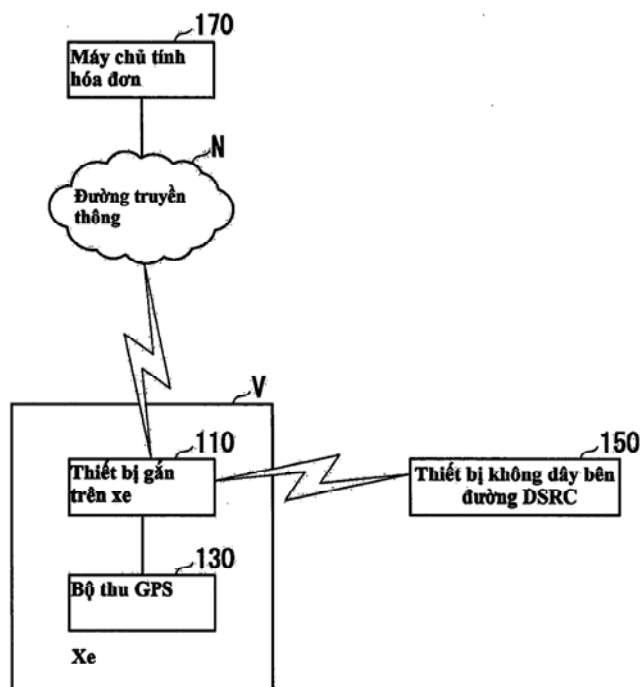 170
Máy chủ tính
hóa đơn
N
Đường truyền
thông
V
110
Thiết bị gắn
trên xe
150
Thiết bị không dây bên
đường DSRC
130
Bộ thu GPS
Xe